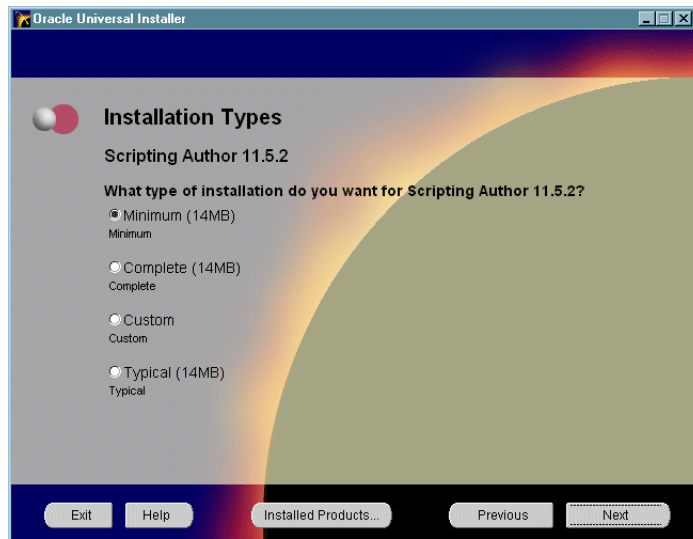 Oracle Universal Installer
Installation Types
Scripting Author 11.5.2
What type of installation do you want for Scripting Author 11.5.2?
Minimum (14MB)
Minimum
Complete (14MB)
Complete
Custom
Custom
Typical (14MB)
Typical
Exit Help Installed Products... Previous Next